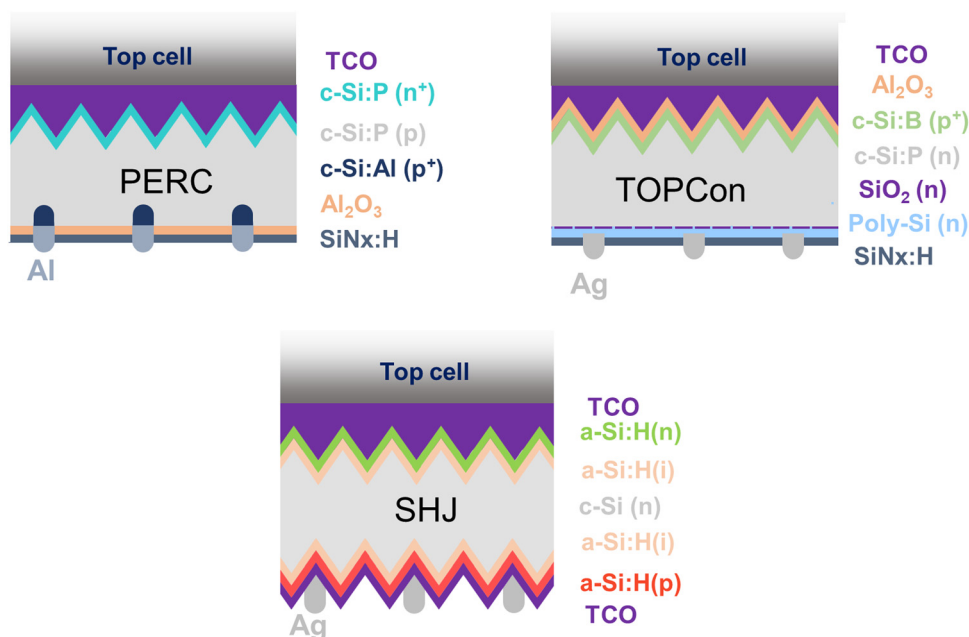 Top cell
TCO
c-Si:P (n⁺)
c-Si:P (p)
PERC
c-Si:Al (p⁺)
Al₂O₃
SiNx:H
Al
Top cell
TCO
Al₂O₃
c-Si:B (p⁺)
c-Si:P (n)
TOPCon
SiO₂ (n)
Poly-Si (n)
SiNx:H
Ag
Top cell
TCO
a-Si:H(n)
a-Si:H(i)
SHJ
c-Si (n)
a-Si:H(i)
a-Si:H(p)
TCO
Ag